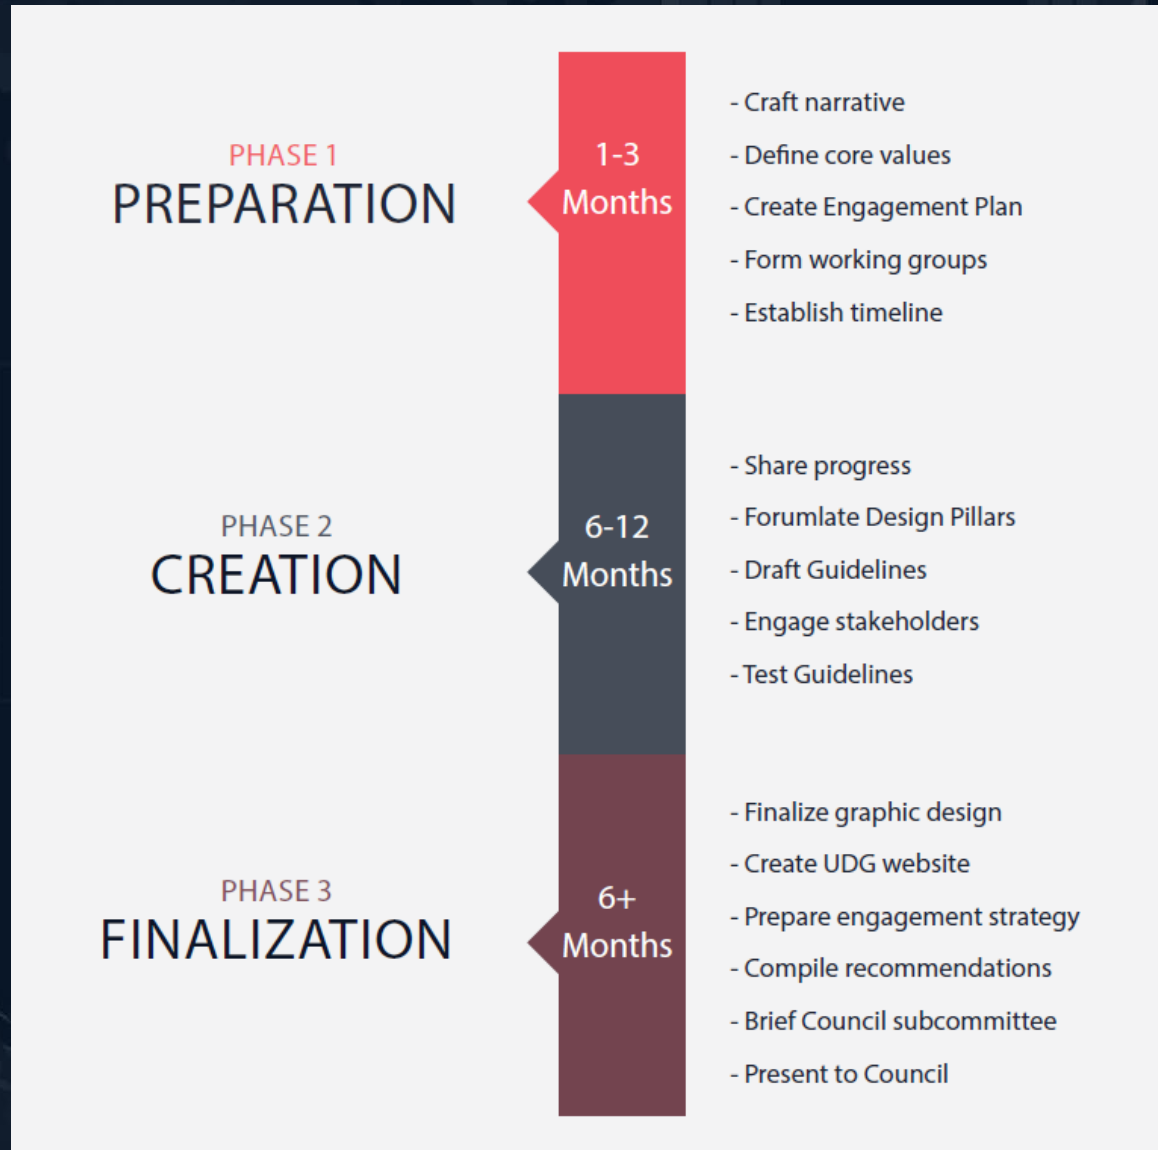 PHASE 1
PREPARATION
1-3
Months
- Craft narrative
- Define core values
- Create Engagement Plan
- Form working groups
- Establish timeline
PHASE 2
CREATION
6-12
Months
- Share progress
- Forumlate Design Pillars
- Draft Guidelines
- Engage stakeholders
- Test Guidelines
PHASE 3
FINALIZATION
6+
Months
- Finalize graphic design
- Create UDG website
- Prepare engagement strategy
- Compile recommendations
- Brief Council subcommittee
- Present to Council